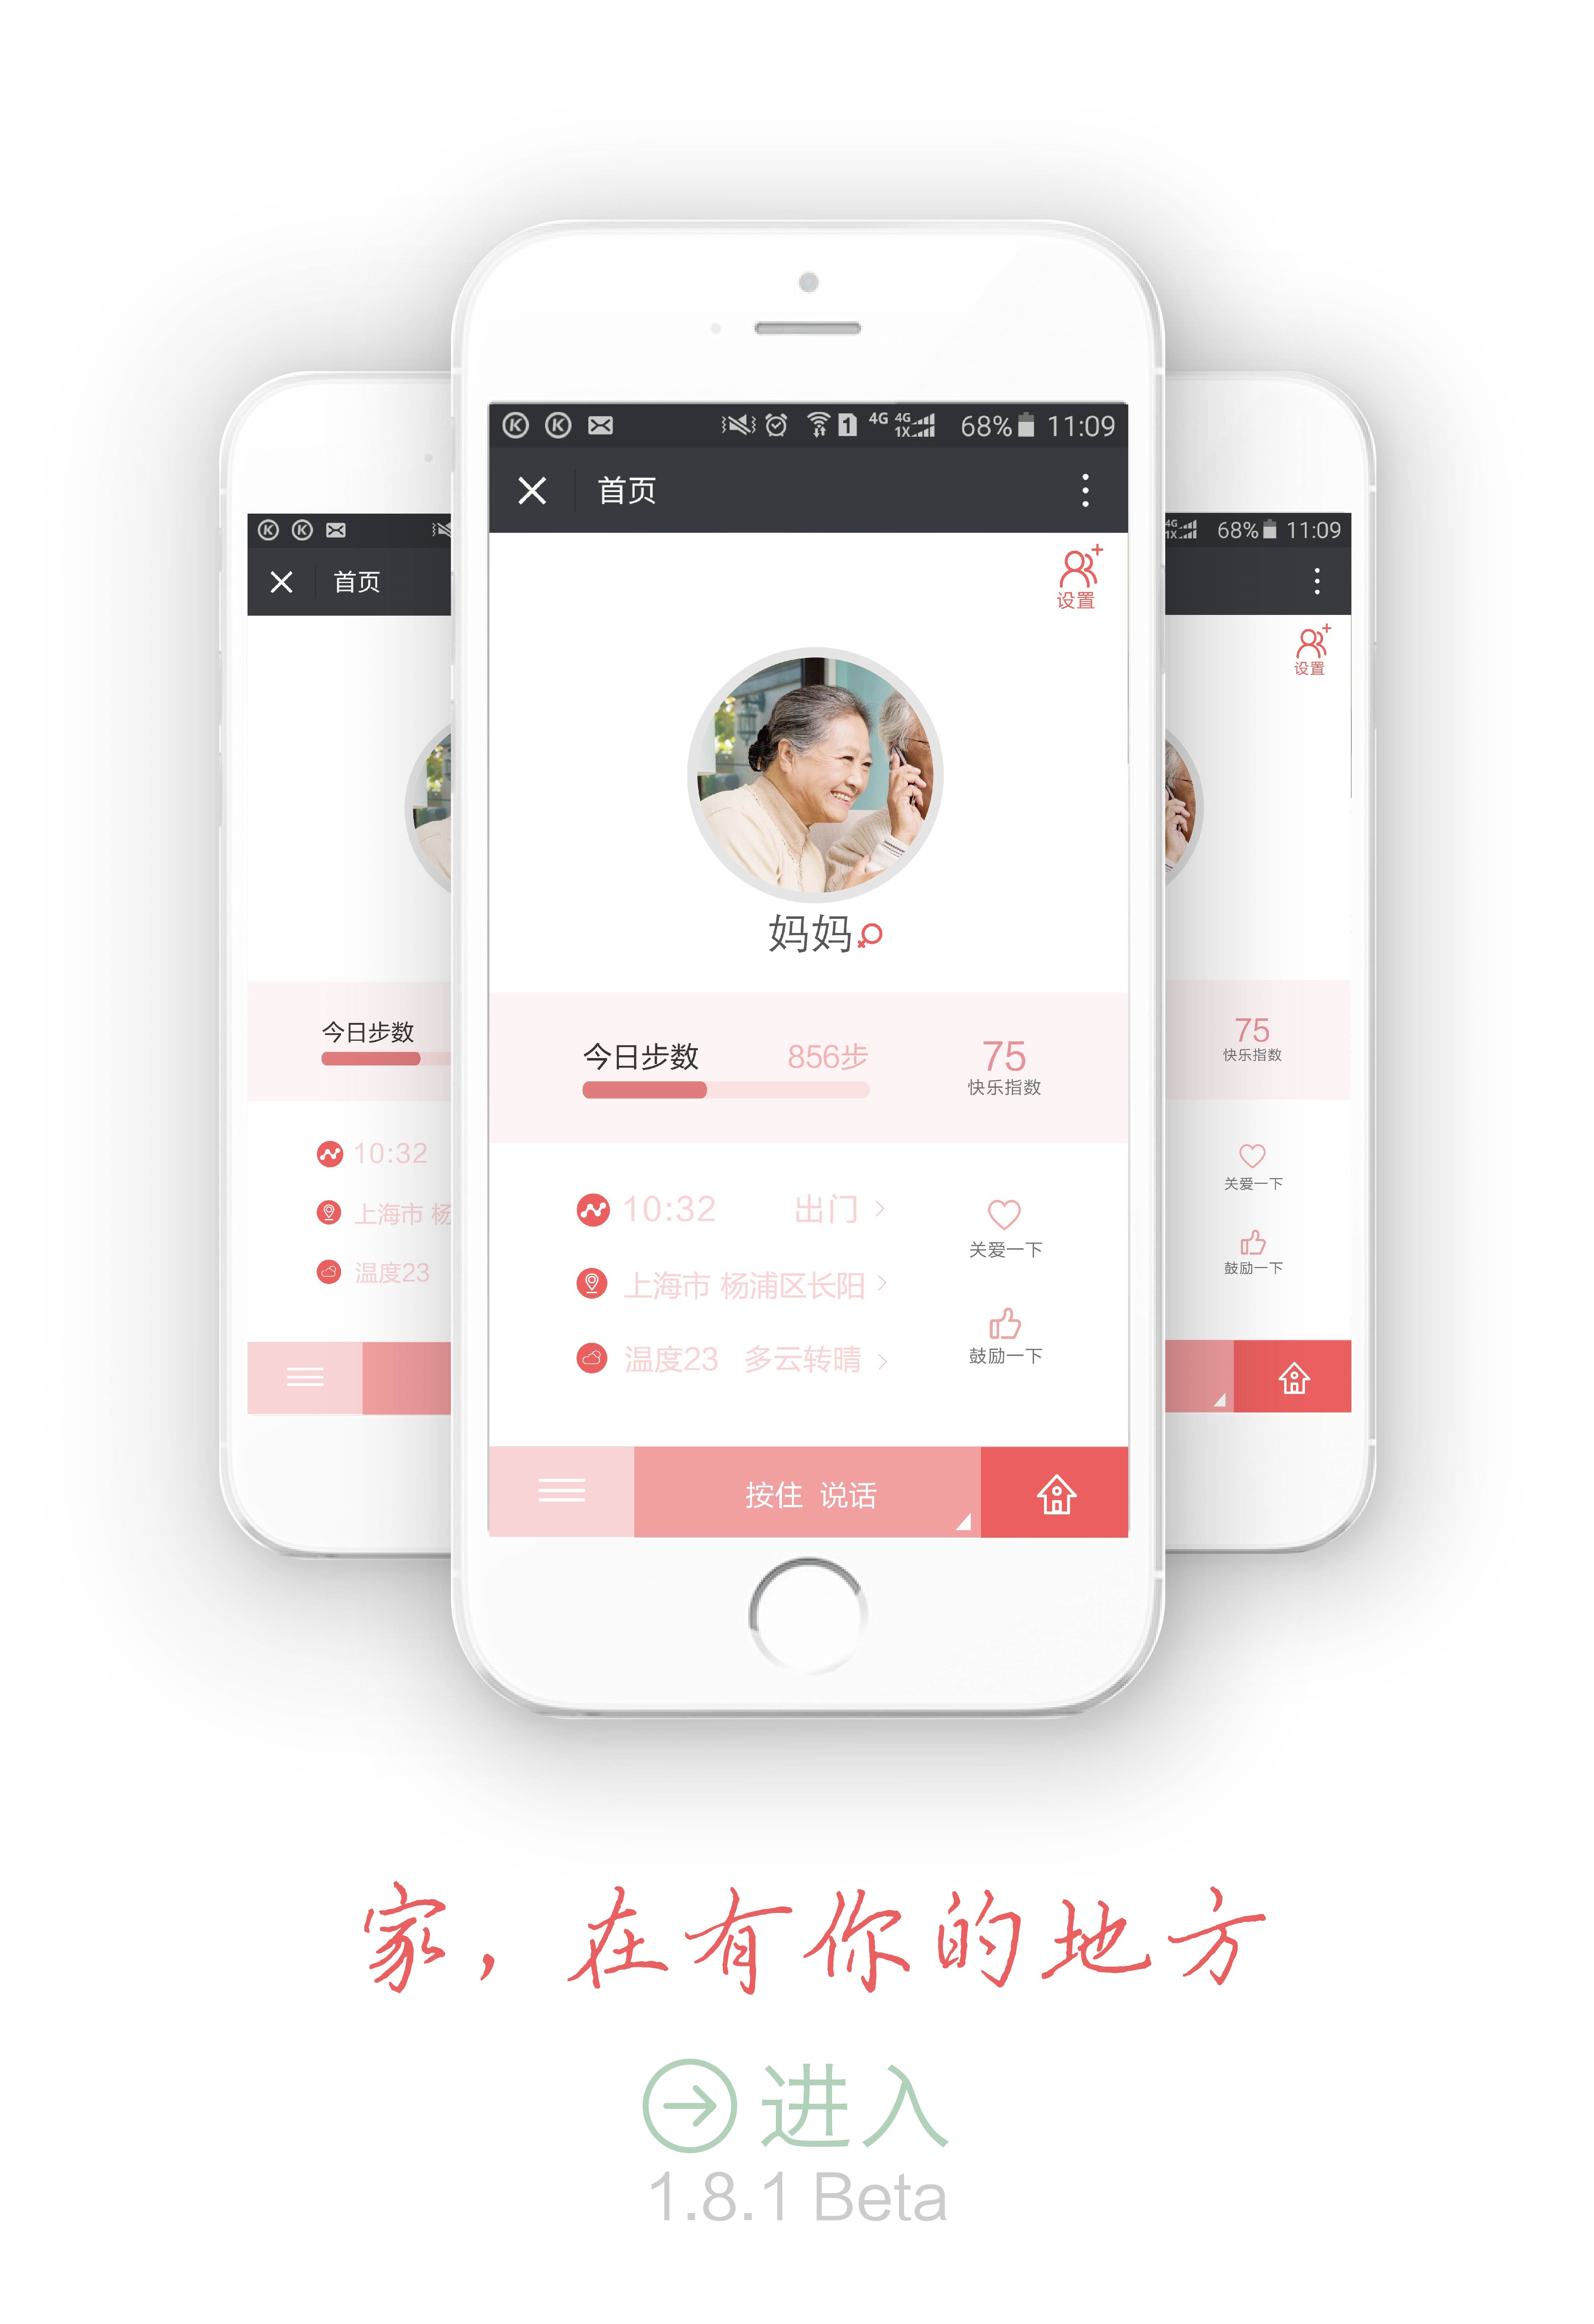 4G 4G 1X 68% 11:09
首页
设置
妈妈
今日步数 856步
75
快乐指数
10:32 出门
上海市 杨浦区长阳
温度23 多云转晴
关爱一下
鼓励一下
按住 说话
68% 11:09
首页
今日步数
10:32
上海市 杨
温度23
4G 1X 68% 11:09
设置
75
快乐指数
关爱一下
鼓励一下
家，在有你的地方
进入
1.8.1 Beta